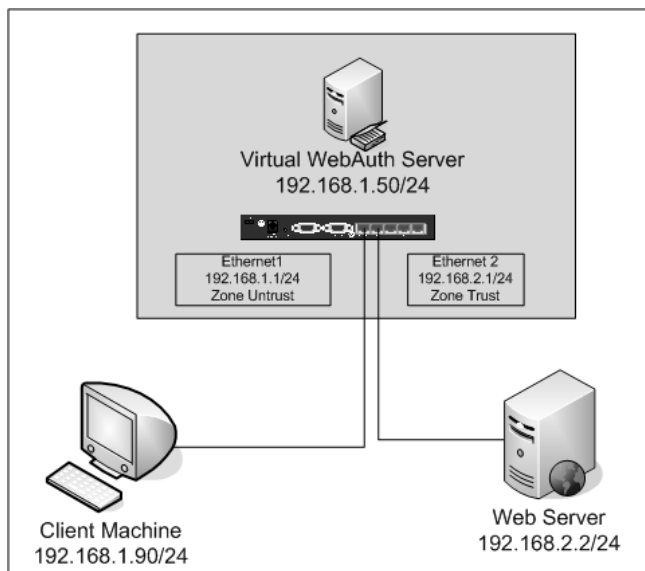 Virtual WebAuth Server
192.168.1.50/24
Ethernet1
192.168.1.1/24
Zone Untrust
Ethernet 2
192.168.2.1/24
Zone Trust
Client Machine
192.168.1.90/24
Web Server
192.168.2.2/24